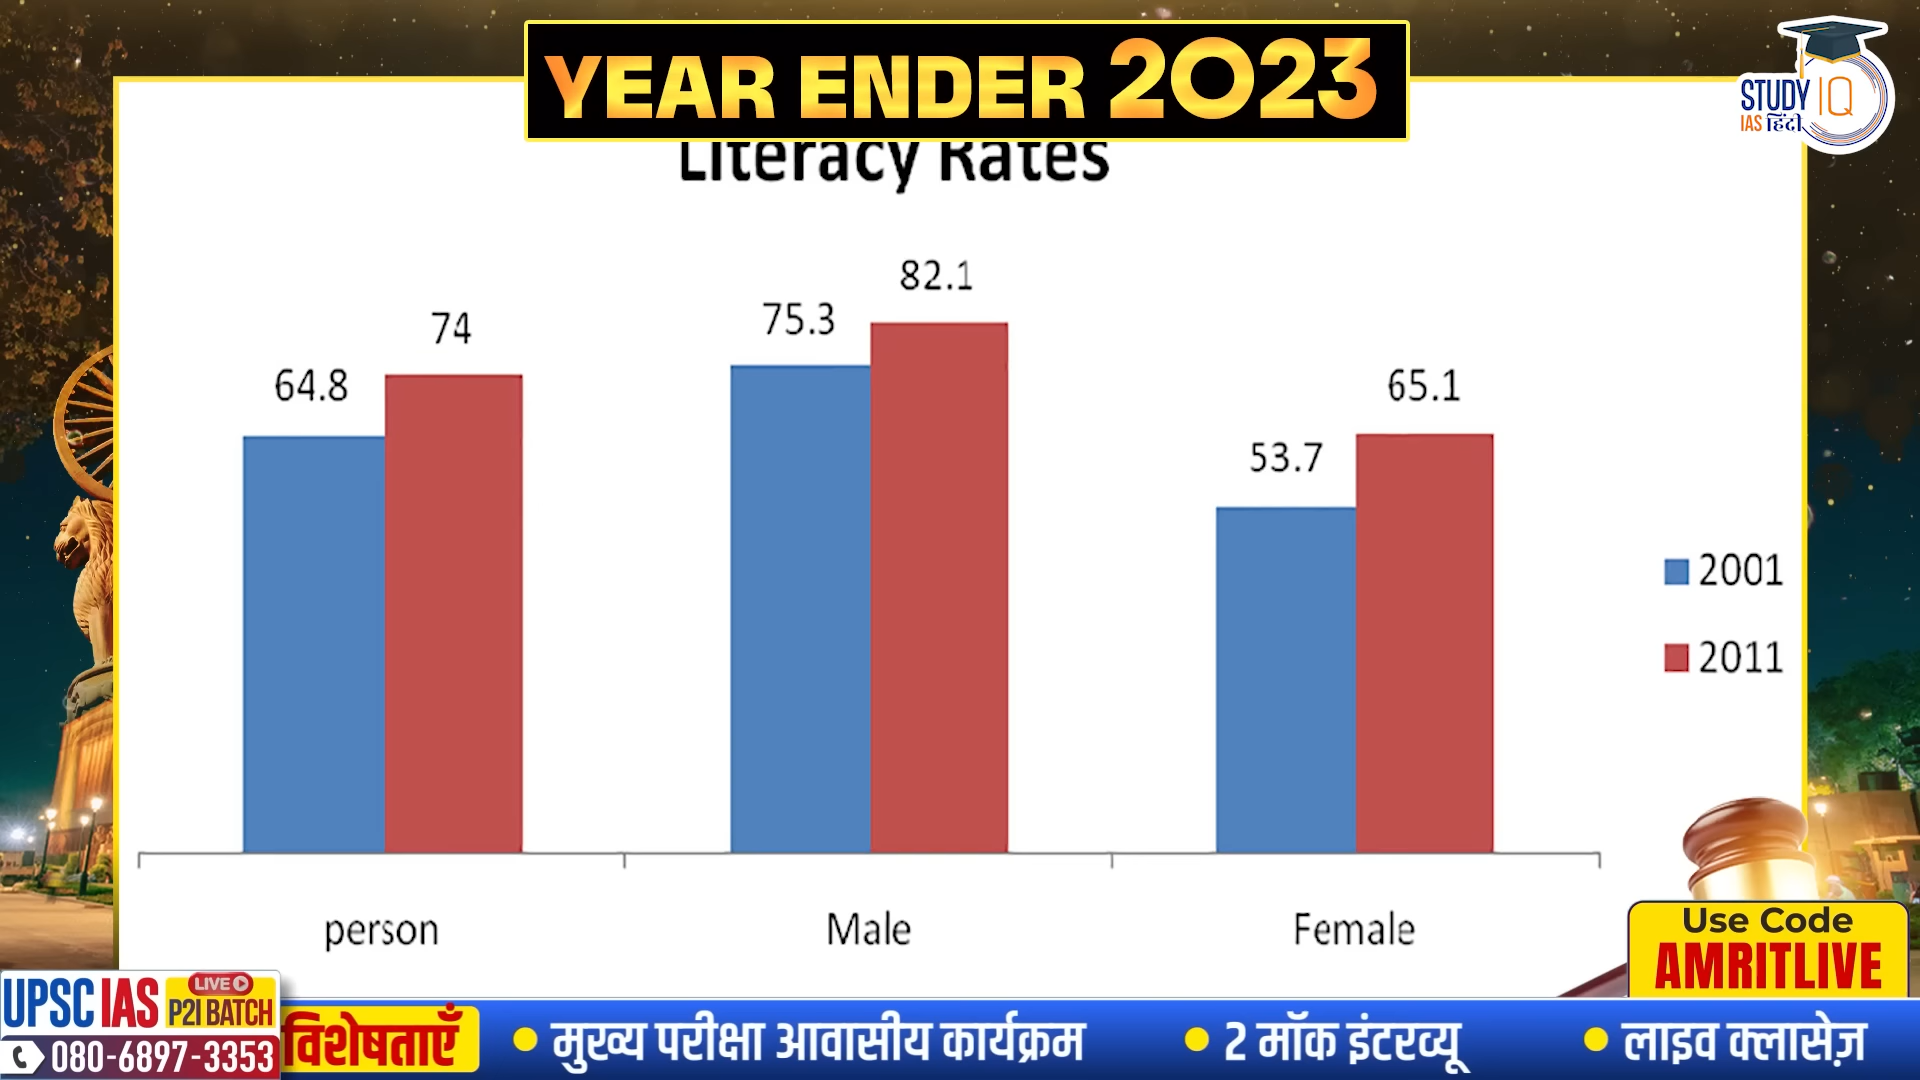 YEAR ENDER 2023
STUDY IQ
IAS हिंदी
Literacy Rates
82.1
75.3
74
64.8
65.1
53.7
2001
2011
person
Male
Female
Use Code
AMRITLIVE
UPSC IAS
LIVE
P2I BATCH
080-6897-3353
विशेषताएँ
मुख्य परीक्षा आवासीय कार्यक्रम
2 मॉक इंटरव्यू
लाइव क्लासेज़